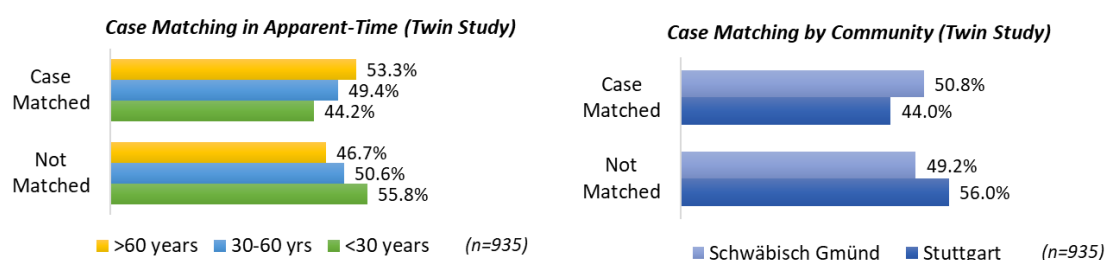 Case Matching in Apparent-Time (Twin Study)
Case Matched
53.3%
49.4%
44.2%
Not Matched
46.7%
50.6%
55.8%
>60 years 30-60 yrs <30 years (n=935)
Case Matching by Community (Twin Study)
Case Matched
50.8%
44.0%
Not Matched
49.2%
56.0%
Schwäbisch Gmünd Stuttgart (n=935)